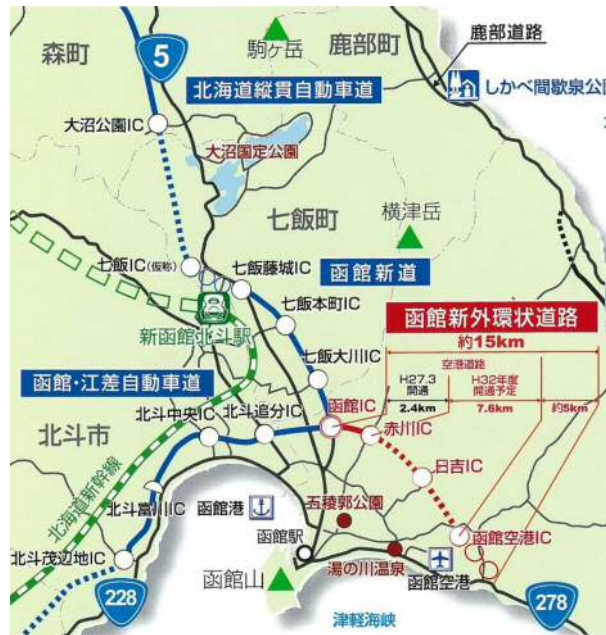 森町
5
駒ヶ岳
鹿部町
鹿部道路
北海道縦貫自動車道
しかべ間歇泉公園
大沼公園IC
大沼国定公園
七飯町
横津岳
七飯IC(仮称)
七飯藤城IC
函館新道
新函館北斗駅
七飯本町IC
函館新外環状道路
約15km
空港道路
七飯大川IC
H27.3
開通
H32年度
開通予定
2.4km
7.6km
約5km
函館・江差自動車道
函館IC
北斗中央IC
北斗追分IC
赤川IC
北斗市
日吉IC
北海道新幹線
北斗富川IC
函館港
五稜郭公園
函館空港IC
北斗茂辺地IC
函館駅
湯の川温泉
函館空港
228
函館山
278
津軽海峡